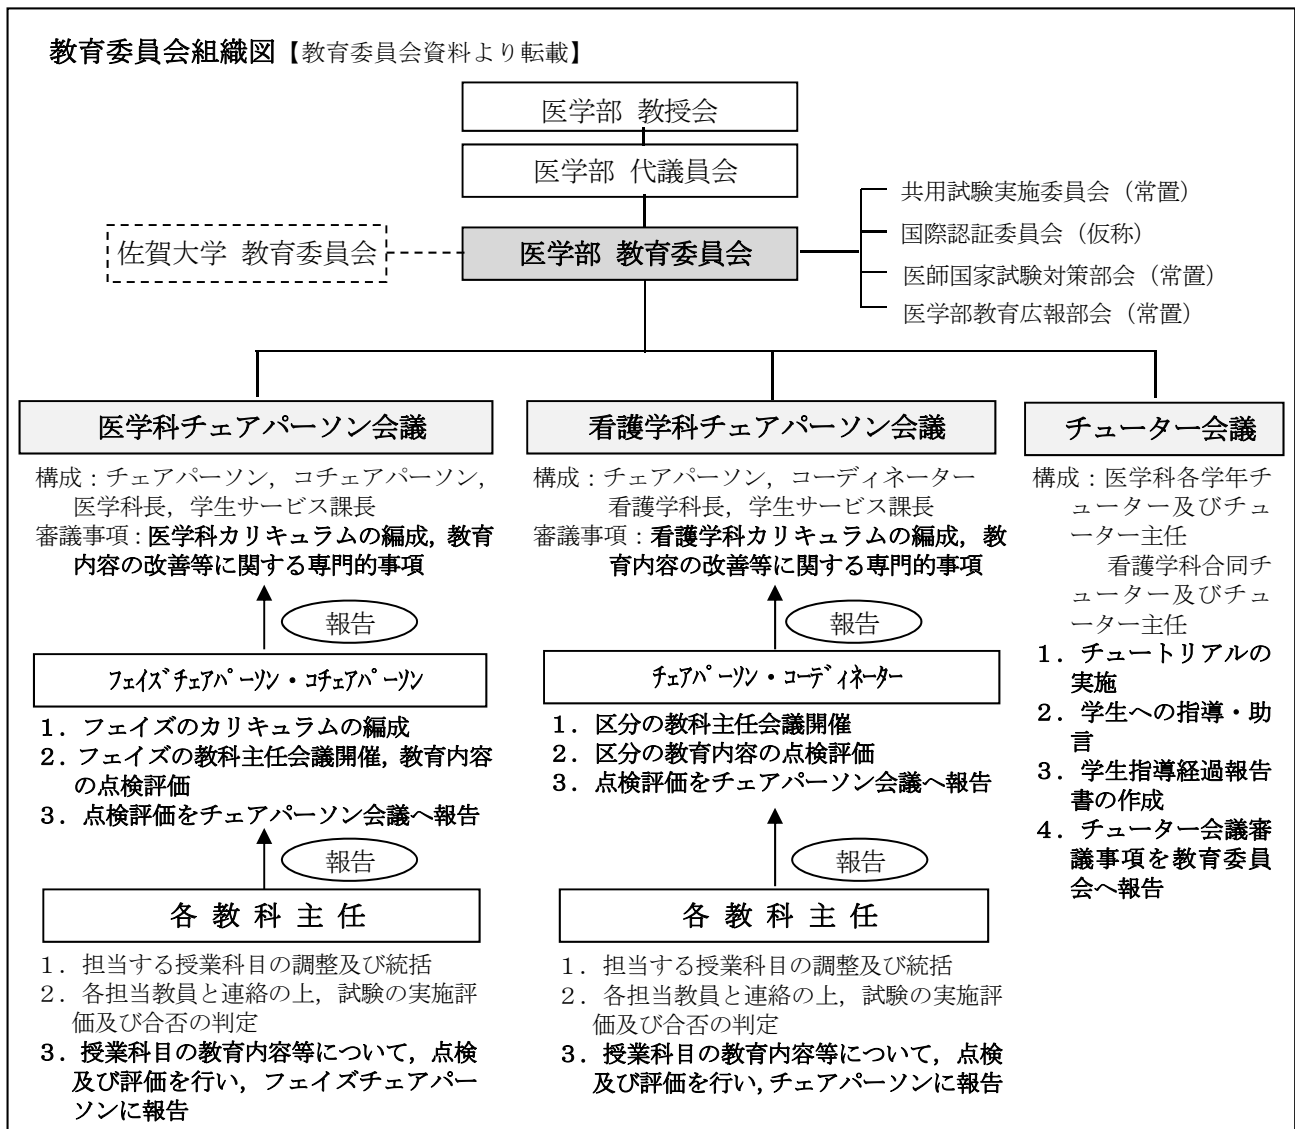 教育委員会組織図【教育委員会資料より転載】
医学部 教授会
医学部 代議員会
佐賀大学 教育委員会
医学部 教育委員会
共用試験実施委員会（常置）
国際認証委員会（仮称）
医師国家試験対策部会（常置）
医学部教育広報部会（常置）
医学科チェアパーソン会議
構成：チェアパーソン，コチェアパーソン，
医学科長，学生サービス課長
審議事項：医学科カリキュラムの編成，教育
内容の改善等に関する専門的事項
報告
フェイズチェアパーソン・コチェアパーソン
１．フェイズのカリキュラムの編成
２．フェイズの教科主任会議開催，教育内容
の点検評価
３．点検評価をチェアパーソン会議へ報告
報告
各 教 科 主 任
１．担当する授業科目の調整及び統括
２．各担当教員と連絡の上，試験の実施評
価及び合否の判定
３．授業科目の教育内容等について，点検
及び評価を行い，フェイズチェアパー
ソンに報告
看護学科チェアパーソン会議
構成：チェアパーソン，コーディネーター
看護学科長，学生サービス課長
審議事項：看護学科カリキュラムの編成，教
育内容の改善等に関する専門的事項
報告
チェアパーソン・コーディネーター
１．区分の教科主任会議開催
２．区分の教育内容の点検評価
３．点検評価をチェアパーソン会議へ報告
報告
各 教 科 主 任
１．担当する授業科目の調整及び統括
２．各担当教員と連絡の上，試験の実施評
価及び合否の判定
３．授業科目の教育内容等について，点検
及び評価を行い，チェアパーソンに報告
チューター会議
構成：医学科各学年チ
ューター及びチュ
ーター主任
看護学科合同チ
ューター及びチュ
ーター主任
１．チュートリアルの
実施
２．学生への指導・助
言
３．学生指導経過報告
書の作成
４．チューター会議審
議事項を教育委員
会へ報告